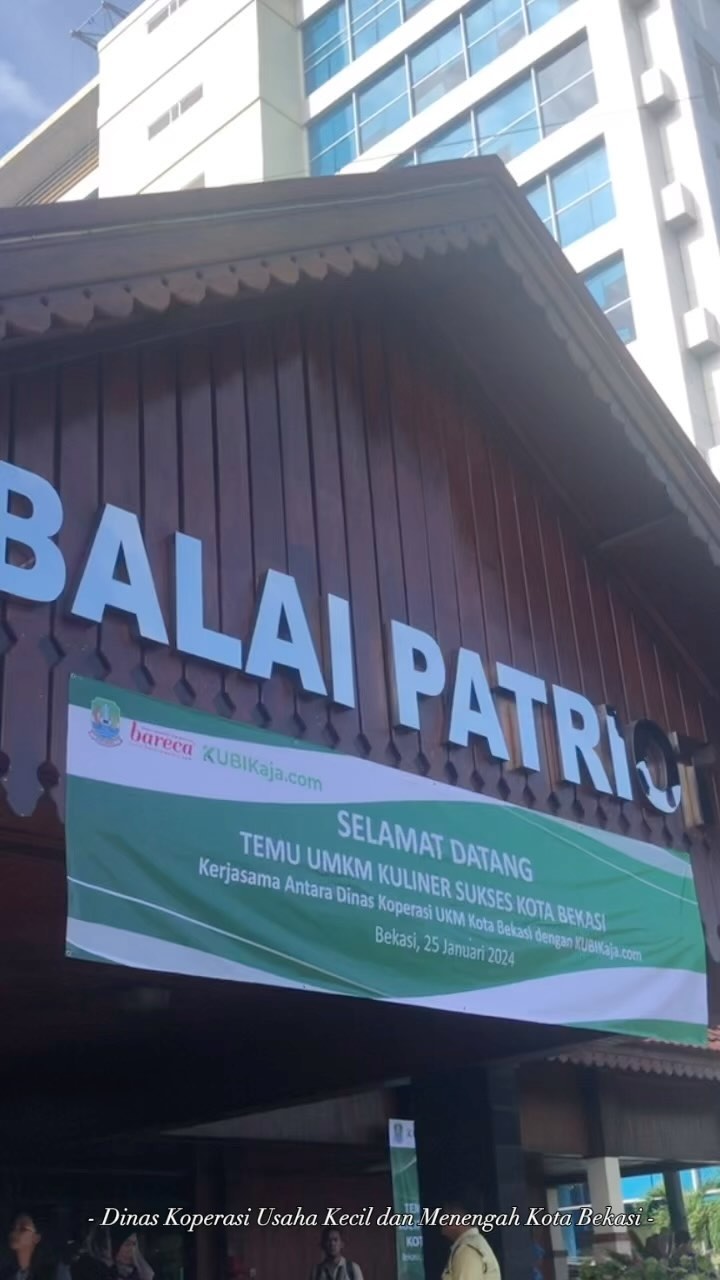 BALAI PATRIO
bareca KUBIKaja.com
SELAMAT DATANG
TEMU UMKM KULINER SUKSES KOTA BEKASI
Kerjasama Antara Dinas Koperasi UKM Kota Bekasi dengan KUBIKaja.com
Bekasi, 25 Januari 2024
- Dinas Koperasi Usaha Kecil dan Menengah Kota Bekasi -